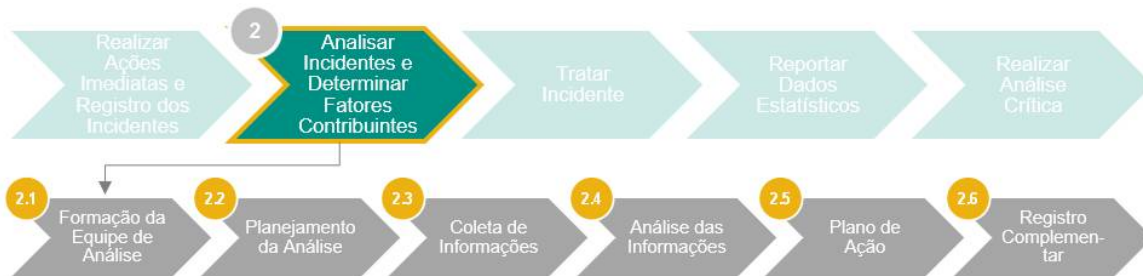 Realizar
Ações
Imediatas e
Registro dos
Incidentes
2
Analisar
Incidentes e
Determinar
Fatores
Contribuintes
Tratar
Incidente
Reportar
Dados
Estatísticos
Realizar
Análise
Crítica
2.1
Formação da
Equipe de
Análise
2.2
Planejamento
da Análise
2.3
Coleta de
Informações
2.4
Análise das
Informações
2.5
Plano de
Ação
2.6
Registro
Complemen-
tar